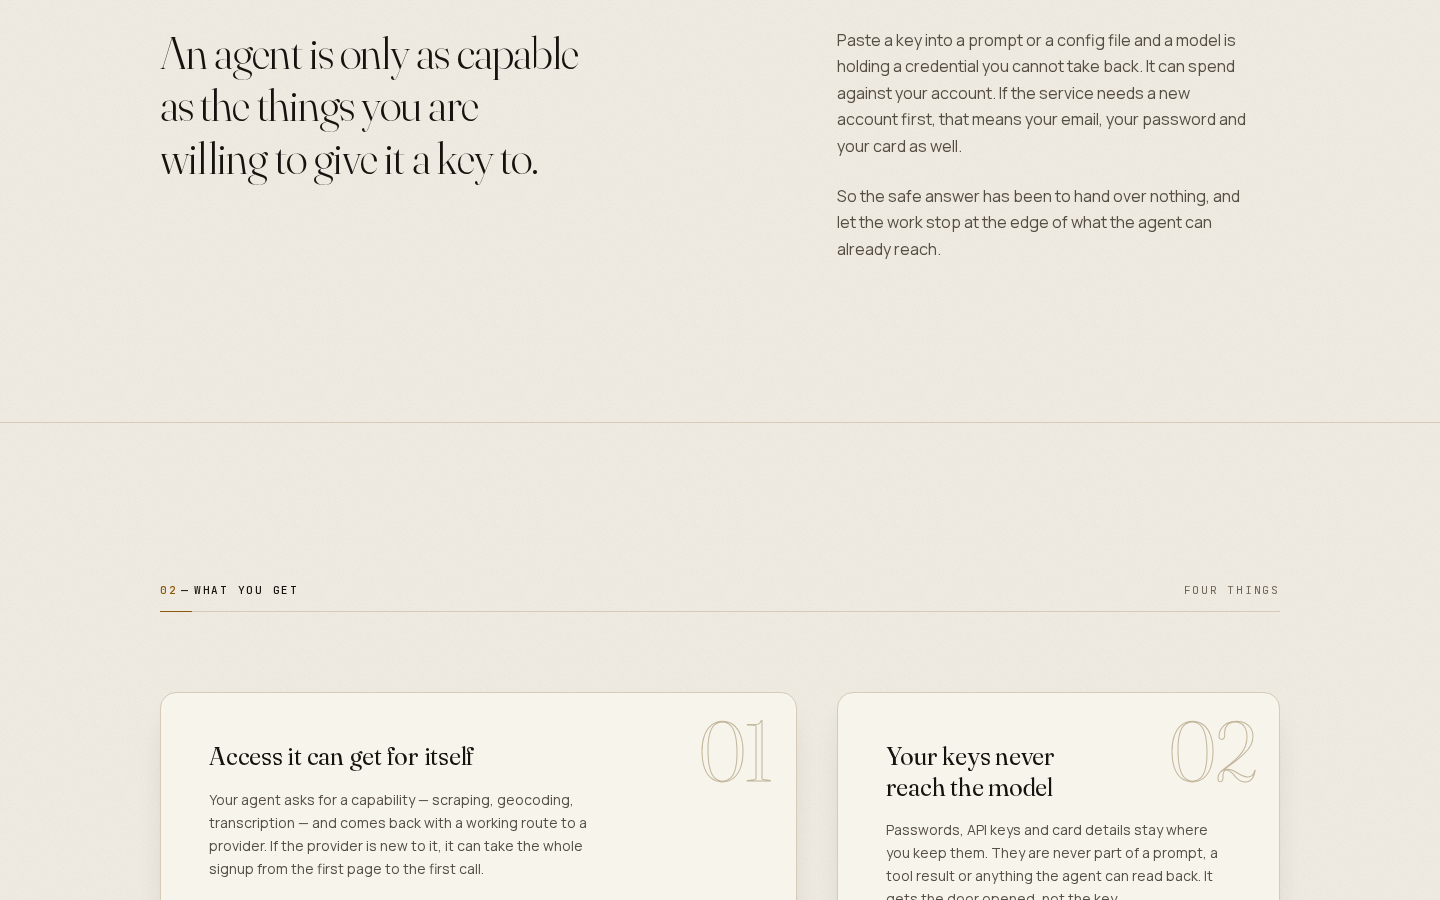 An agent is only as capable
as the things you are
willing to give it a key to.
Paste a key into a prompt or a config file and a model is
holding a credential you cannot take back. It can spend
against your account. If the service needs a new
account first, that means your email, your password and
your card as well.
So the safe answer has been to hand over nothing, and
let the work stop at the edge of what the agent can
already reach.
02 — WHAT YOU GET
FOUR THINGS
01
Access it can get for itself
Your agent asks for a capability — scraping, geocoding,
transcription — and comes back with a working route to a
provider. If the provider is new to it, it can take the whole
signup from the first page to the first call.
02
Your keys never
reach the model
Passwords, API keys and card details stay where
you keep them. They are never part of a prompt, a
tool result or anything the agent can read back. It
gets the door opened, not the key.